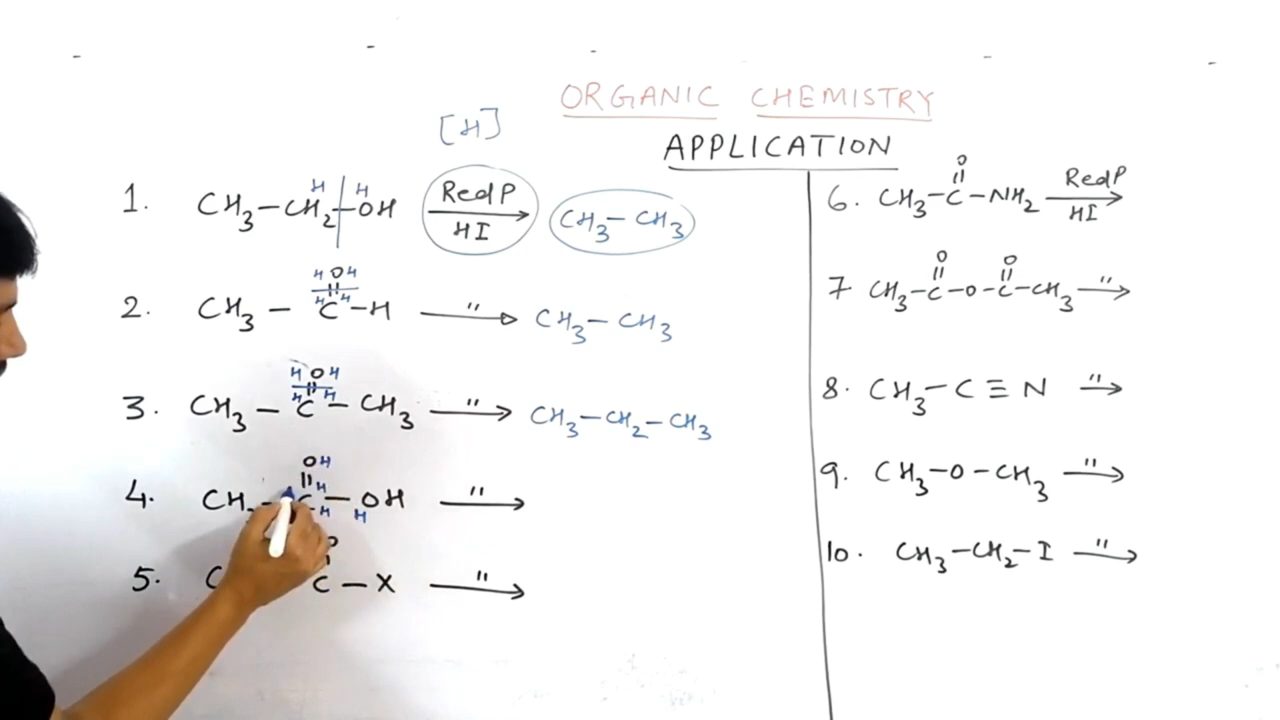 ORGANIC CHEMISTRY
[H]
APPLICATION
H H
1. CH₃—CH₂—OH Red P / HI → CH₃—CH₃
H O H
H H
2. CH₃—C—H —"→ CH₃—CH₃
H O H
H H
3. CH₃—C—CH₃ —"→ CH₃—CH₂—CH₃
O H
H
4. CH C—OH —"→
H H
O
5. C C—X —"→
O
6. CH₃—C—NH₂ Red P / HI →
O O
7 CH₃—C—O—C—CH₃ —"→
8. CH₃—C≡N —"→
9. CH₃—O—CH₃ —"→
10. CH₃—CH₂—I —"→